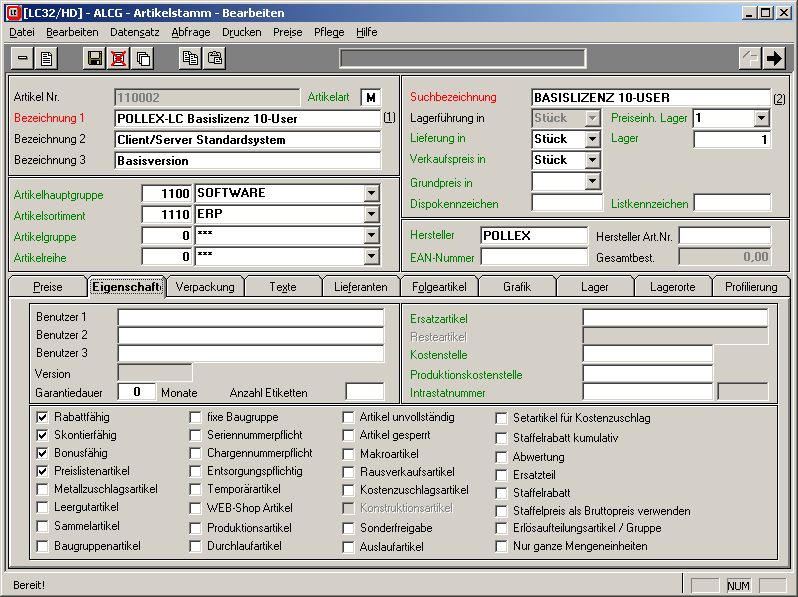 [LC32/HD] - ALCG - Artikelstamm - Bearbeiten
Datei Bearbeiten Datensatz Abfrage Drucken Preise Pflege Hilfe
Artikel Nr. 110002 Artikelart M
Bezeichnung 1 POLLEX-LC Basislizenz 10-User (1)
Bezeichnung 2 Client/Server Standardsystem
Bezeichnung 3 Basisversion
Suchbezeichnung BASISLIZENZ 10-USER (2)
Lagerführung in Stück Preiseinh. Lager 1
Lieferung in Stück Lager 1
Verkaufspreis in Stück
Grundpreis in
Dispokennzeichen Listkennzeichen
Artikelhauptgruppe 1100 SOFTWARE
Artikelsortiment 1110 ERP
Artikelgruppe 0 ***
Artikelreihe 0 ***
Hersteller POLLEX Hersteller Art.Nr.
EAN-Nummer Gesamtbest. 0,00
Preise Eigenschaft Verpackung Texte Lieferanten Folgeartikel Grafik Lager Lagerorte Profilierung
Benutzer 1
Benutzer 2
Benutzer 3
Version
Garantiedauer 0 Monate Anzahl Etiketten
Ersatzartikel
Resteartikel
Kostenstelle
Produktionskostenstelle
Intrastatnummer
Rabattfähig fixe Baugruppe Artikel unvollständig Setartikel für Kostenzuschlag
Skontierfähig Seriennummerpflicht Artikel gesperrt Staffelrabatt kumulativ
Bonusfähig Chargennummerpflicht Makroartikel Abwertung
Preislistenartikel Entsorgungspflichtig Rausverkaufsartikel Ersatzteil
Metallzuschlagsartikel Temporärartikel Kostenzuschlagsartikel Staffelrabatt
Leergutartikel WEB-Shop Artikel Konstruktionsartikel Staffelpreis als Bruttopreis verwenden
Sammelartikel Produktionsartikel Sonderfreigabe Erlösaufteilungsartikel / Gruppe
Baugruppenartikel Durchlaufartikel Auslaufartikel Nur ganze Mengeneinheiten
Bereit! NUM